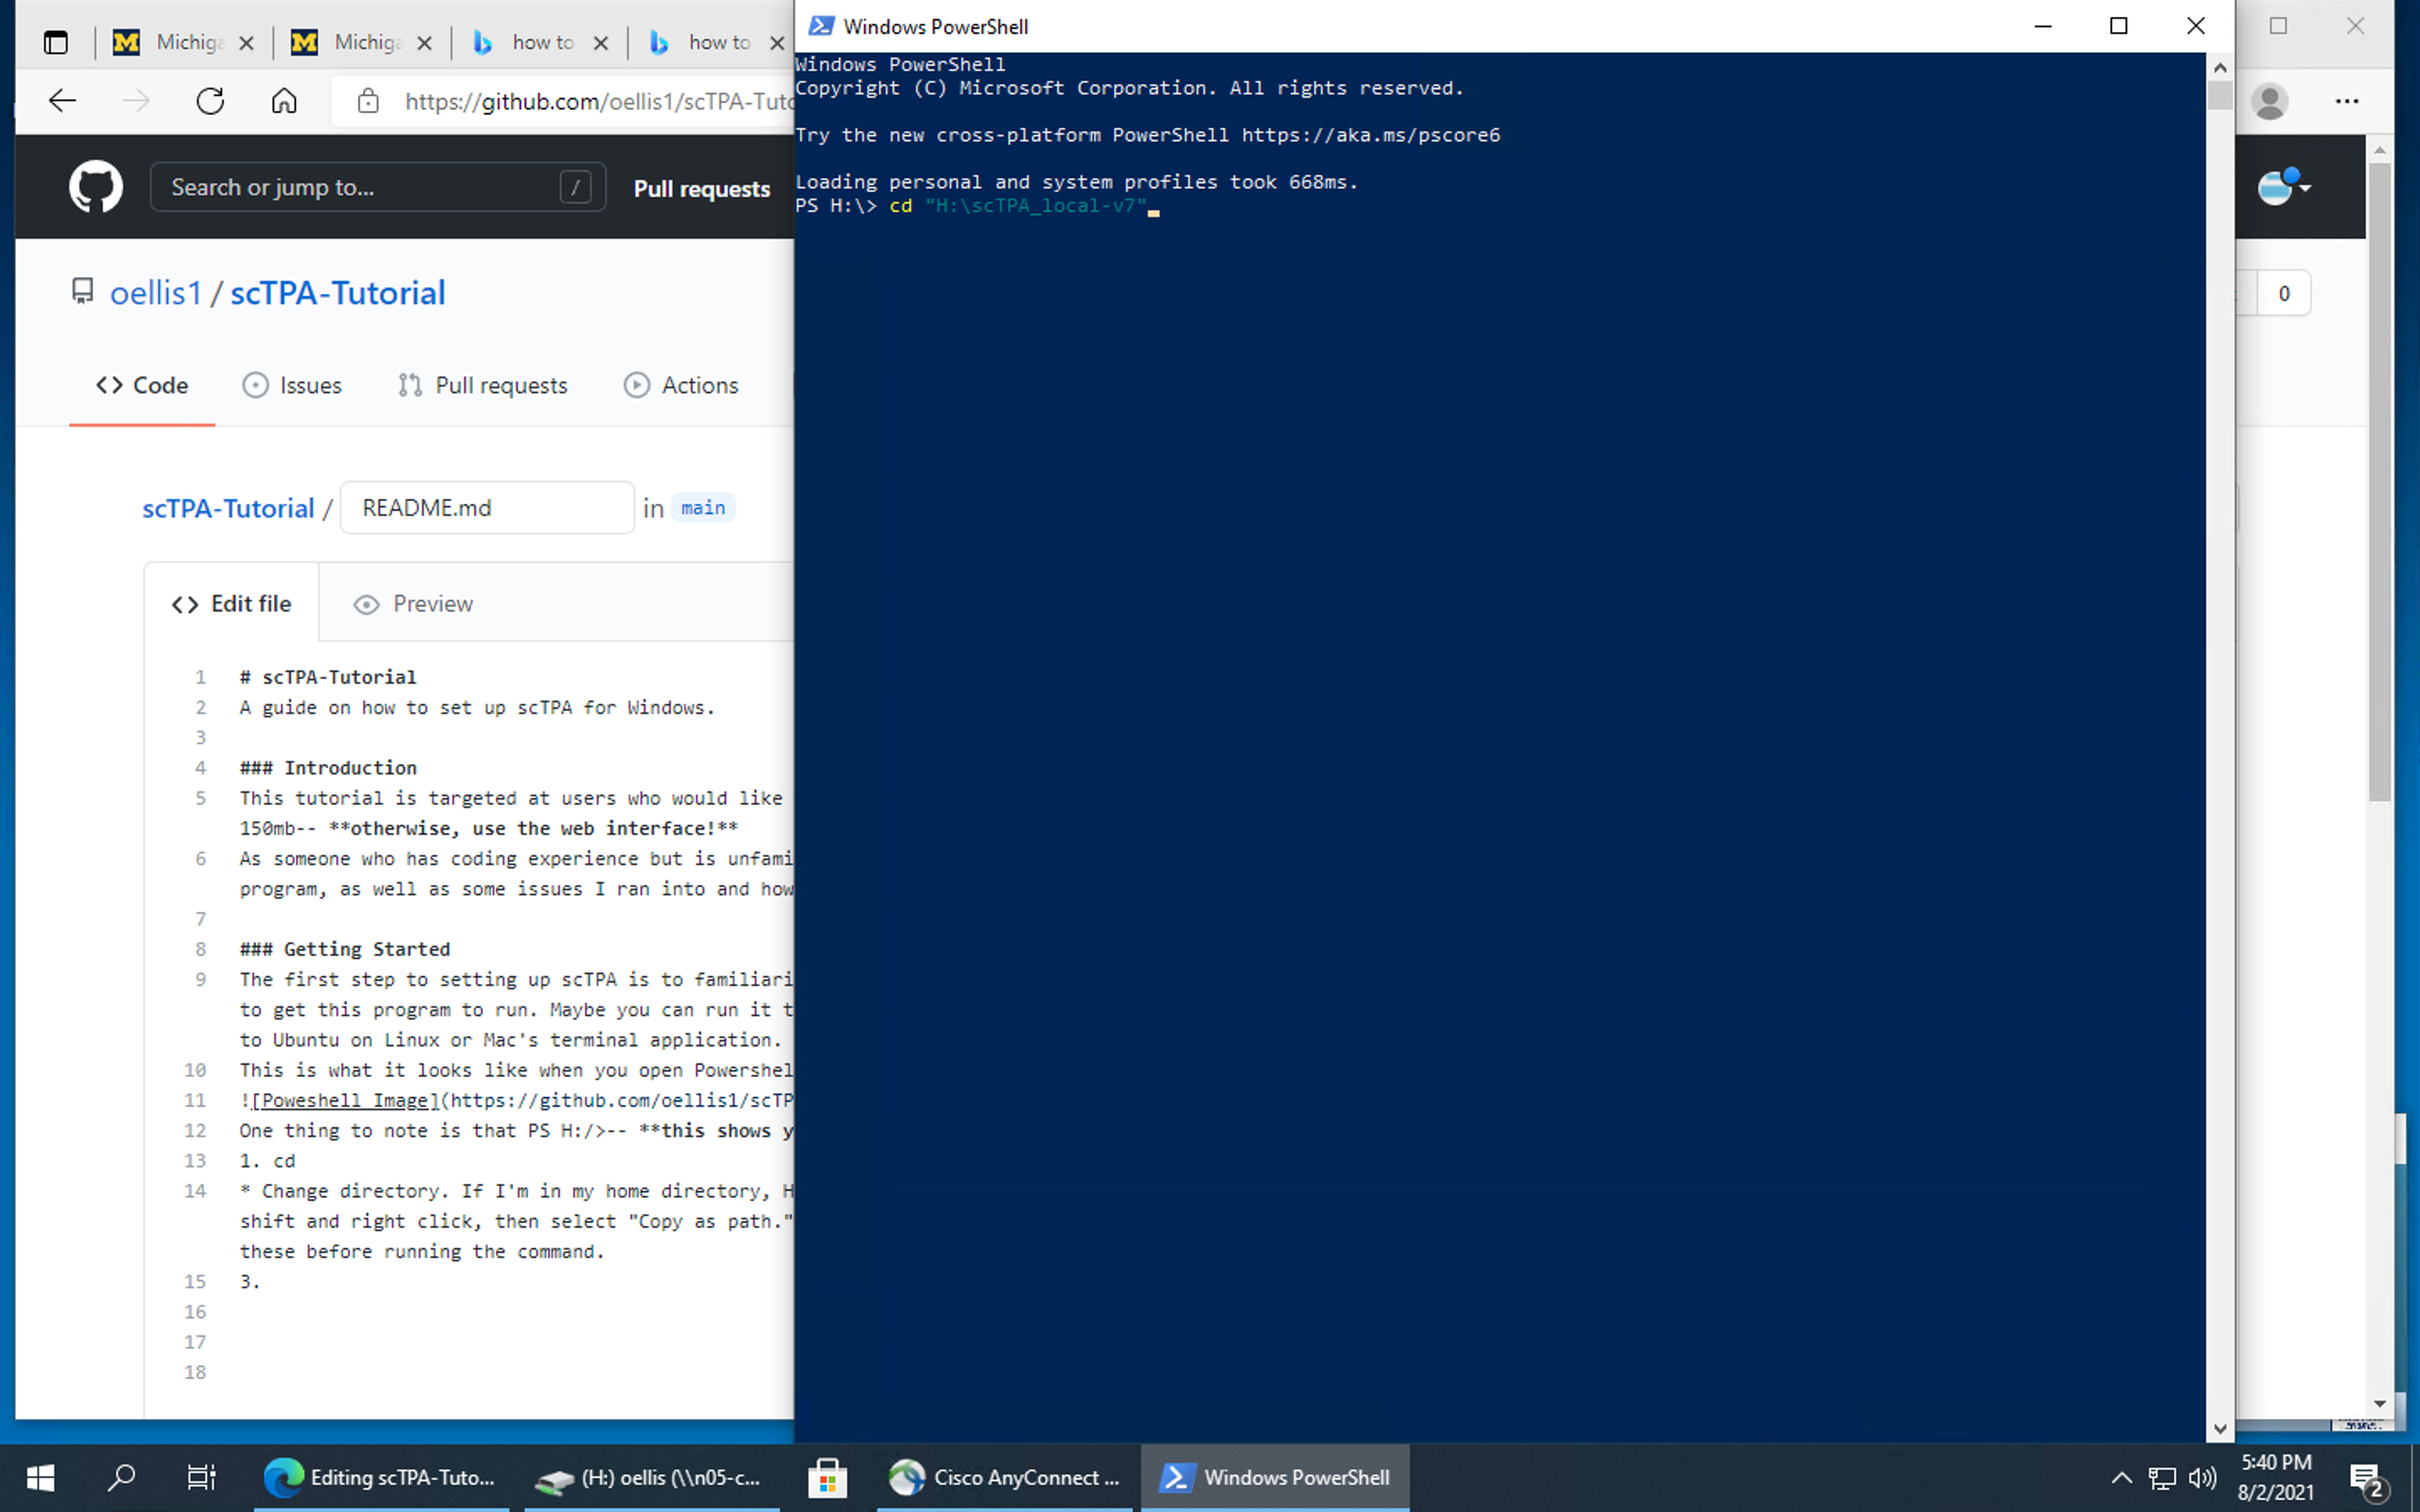 Michiga
Michiga
how to
how to
https://github.com/oellis1/scTPA-Tuto
Search or jump to...
/
Pull requests
oellis1 / scTPA-Tutorial
0
Code
Issues
Pull requests
Actions
scTPA-Tutorial / README.md in main
Edit file
Preview
1 # scTPA-Tutorial
2 A guide on how to set up scTPA for Windows.
3
4 ### Introduction
5 This tutorial is targeted at users who would like
150mb-- **otherwise, use the web interface!**
6 As someone who has coding experience but is unfami
program, as well as some issues I ran into and how
7
8 ### Getting Started
9 The first step to setting up scTPA is to familiari
to get this program to run. Maybe you can run it t
to Ubuntu on Linux or Mac's terminal application.
10 This is what it looks like when you open Powershel
11 ![Poweshell Image](https://github.com/oellis1/scTP
12 One thing to note is that PS H:/>-- **this shows y
13 1. cd
14 * Change directory. If I'm in my home directory, H
shift and right click, then select "Copy as path."
these before running the command.
15 3.
16
17
18
Windows PowerShell
Windows PowerShell
Copyright (C) Microsoft Corporation. All rights reserved.
Try the new cross-platform PowerShell https://aka.ms/pscore6
Loading personal and system profiles took 668ms.
PS H:\> cd "H:\scTPA_local-v7"
Editing scTPA-Tuto...
(H:) oellis (\\n05-c...
Cisco AnyConnect ...
Windows PowerShell
5:40 PM
8/2/2021
2